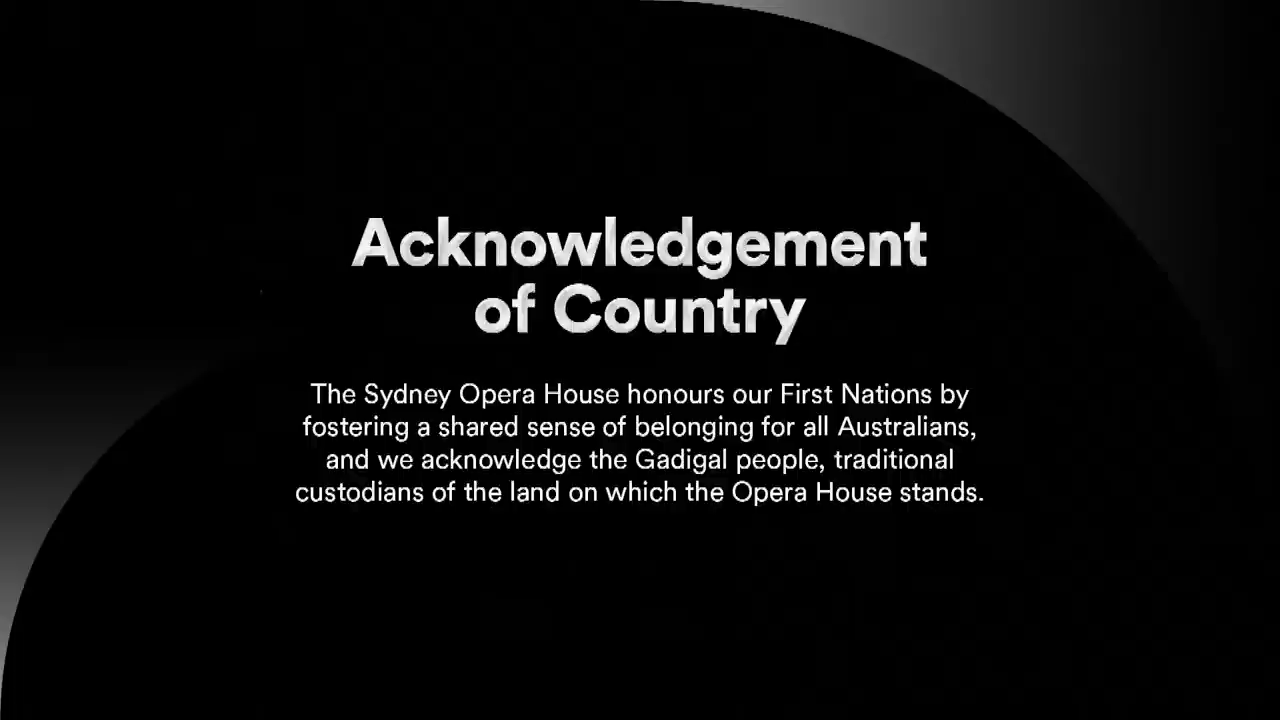 Acknowledgement
of Country
The Sydney Opera House honours our First Nations by
fostering a shared sense of belonging for all Australians,
and we acknowledge the Gadigal people, traditional
custodians of the land on which the Opera House stands.